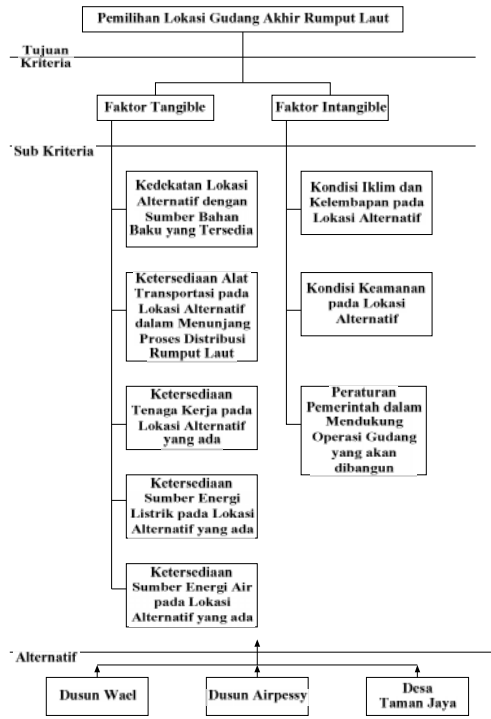 Pemilihan Lokasi Gudang Akhir Rumput Laut
Tujuan
Kriteria
Faktor Tangible
Faktor Intangible
Sub Kriteria
Kedekatan Lokasi
Alternatif dengan
Sumber Bahan
Baku yang Tersedia
Ketersediaan Alat
Transportasi pada
Lokasi Alternatif
dalam Menunjang
Proses Distribusi
Rumput Laut
Ketersediaan
Tenaga Kerja pada
Lokasi Alternatif
yang ada
Ketersediaan
Sumber Energi
Listrik pada Lokasi
Alternatif yang ada
Ketersediaan
Sumber Energi Air
pada Lokasi
Alternatif yang ada
Kondisi Iklim dan
Kelembapan pada
Lokasi Alternatif
Kondisi Keamanan
pada Lokasi
Alternatif
Peraturan
Pemerintah dalam
Mendukung
Operasi Gudang
yang akan
dibangun
Alternatif
Dusun Wael
Dusun Airpessy
Desa
Taman Jaya